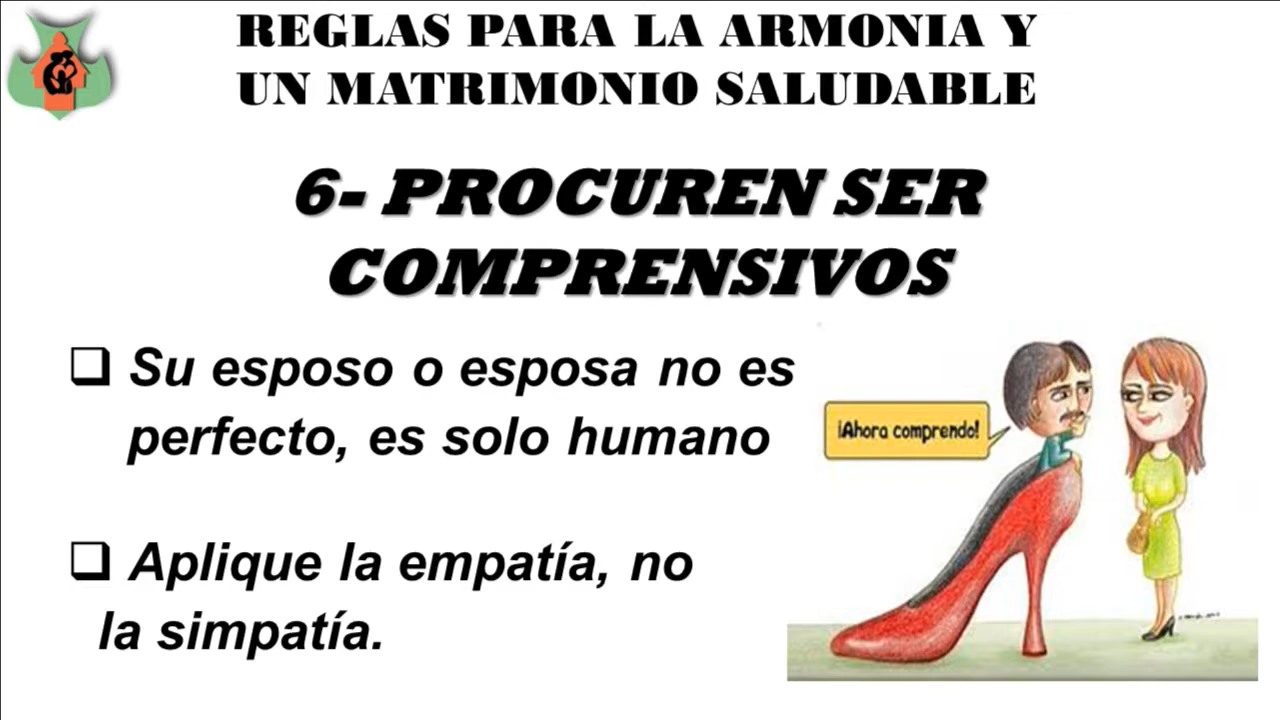 REGLAS PARA LA ARMONIA Y
UN MATRIMONIO SALUDABLE
6- PROCUREN SER
COMPRENSIVOS
❑ Su esposo o esposa no es
perfecto, es solo humano
¡Ahora comprendo!
❑ Aplique la empatía, no
la simpatía.